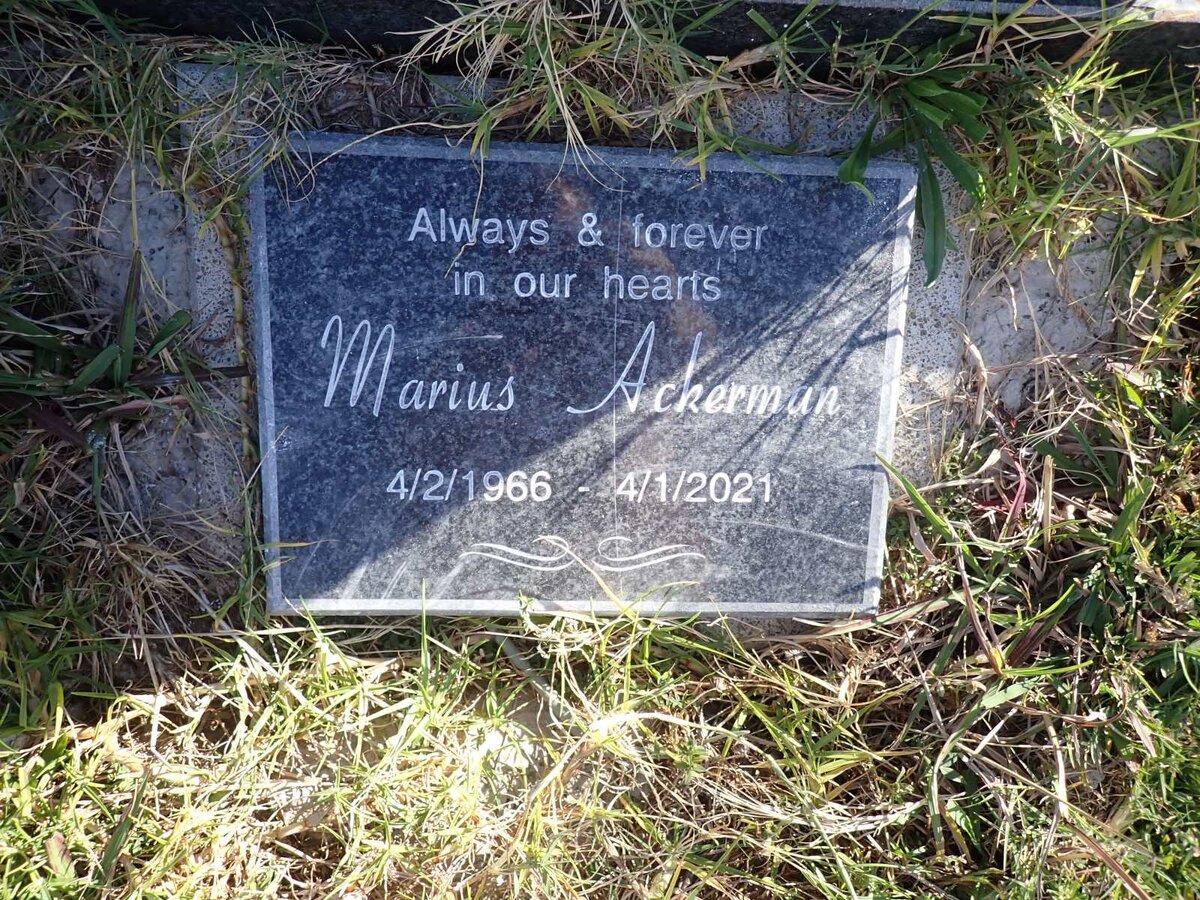 Always & forever
in our hearts
Marius Ackerman
4/2/1966 - 4/1/2021